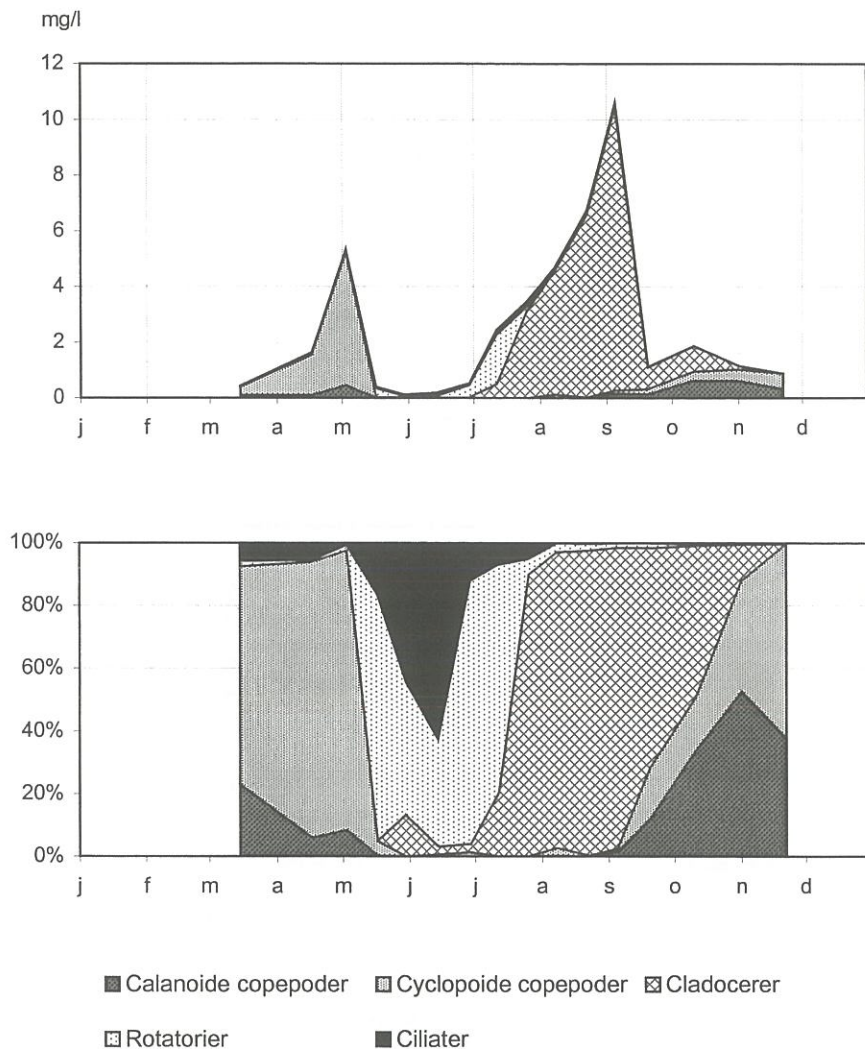 mg/l
12
10
8
6
4
2
0
j f m a m j j a s o n d
100%
80%
60%
40%
20%
0%
j f m a m j j a s o n d
Calanoide copepoder Cyclopoide copepoder Cladocerer
Rotatorier Ciliater